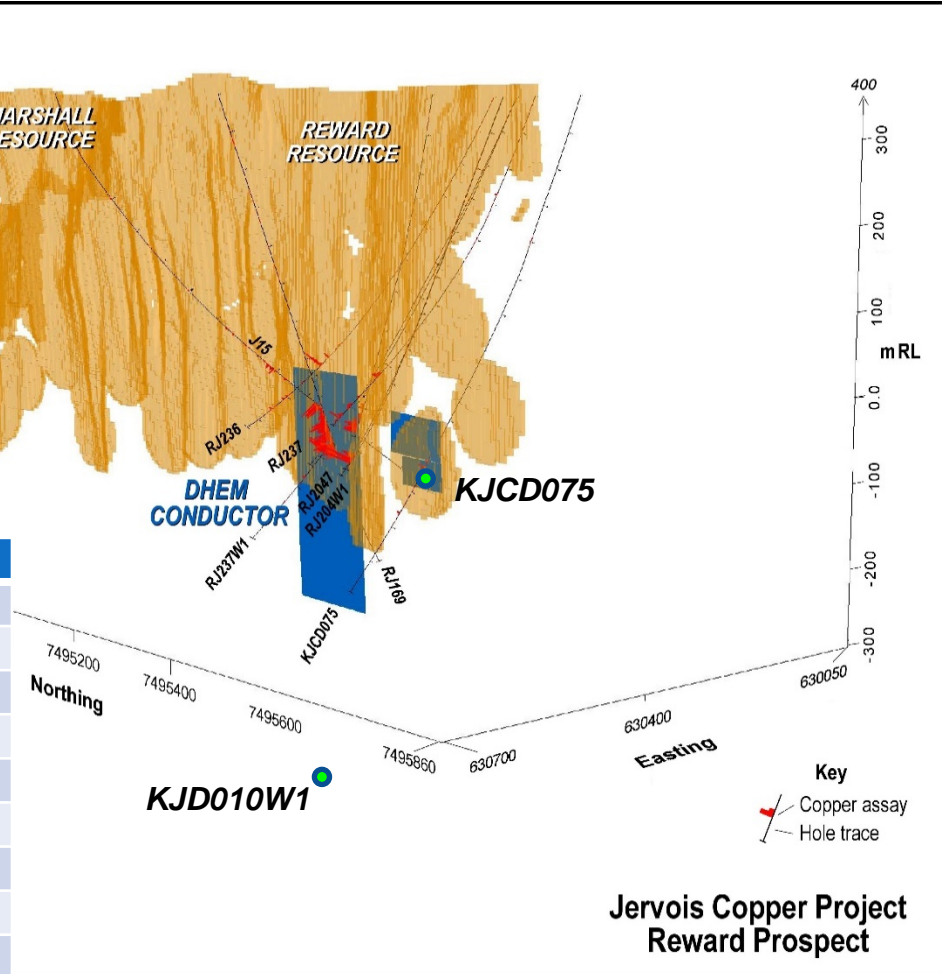 400
300
200
100
mRL
0.0
-100
-200
-300
MARSHALL
RESOURCE
REWARD
RESOURCE
J15
RJ236
RJ237
RJ2047
RJ204W1
DHEM
CONDUCTOR
RJ237W1
KJCD075
KJCD075
RJ169
7495200
7495400
7495600
7495860
Northing
630700
630400
630050
Easting
KJD010W1
Key
Copper assay
Hole trace
Jervois Copper Project
Reward Prospect